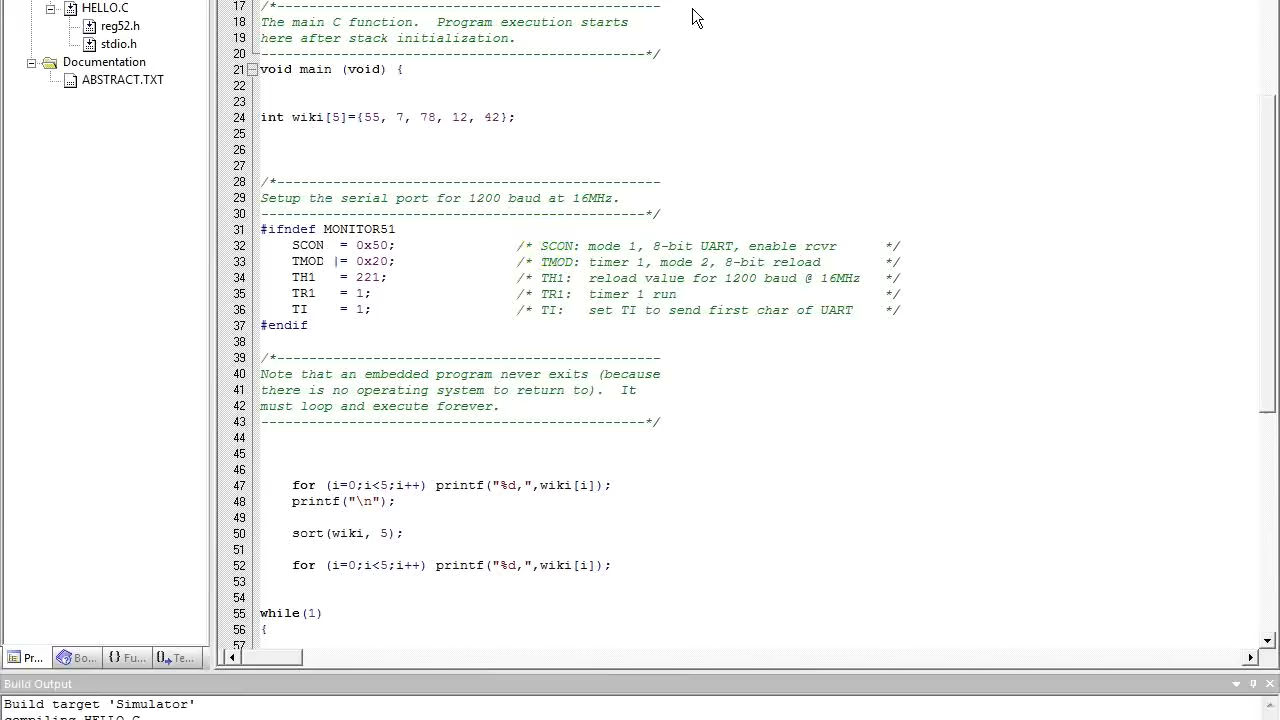 HELLO.C
reg52.h
stdio.h
Documentation
ABSTRACT.TXT
17 /*------------------------------------------------
18 The main C function.  Program execution starts
19 here after stack initialization.
20 ------------------------------------------------*/
21 void main (void) {
22
23
24 int wiki[5]={55, 7, 78, 12, 42};
25
26
27
28 /*------------------------------------------------
29 Setup the serial port for 1200 baud at 16MHz.
30 ------------------------------------------------*/
31 #ifndef MONITOR51
32     SCON  = 0x50;               /* SCON: mode 1, 8-bit UART, enable rcvr      */
33     TMOD |= 0x20;               /* TMOD: timer 1, mode 2, 8-bit reload        */
34     TH1   = 221;                /* TH1:  reload value for 1200 baud @ 16MHz   */
35     TR1   = 1;                  /* TR1:  timer 1 run                          */
36     TI    = 1;                  /* TI:   set TI to send first char of UART    */
37 #endif
38
39 /*------------------------------------------------
40 Note that an embedded program never exits (because
41 there is no operating system to return to).  It
42 must loop and execute forever.
43 ------------------------------------------------*/
44
45
46
47     for (i=0;i<5;i++) printf("%d,",wiki[i]);
48     printf("\n");
49
50     sort(wiki, 5);
51
52     for (i=0;i<5;i++) printf("%d,",wiki[i]);
53
54
55 while(1)
56 {
57
Pr... Bo... {} Fu... Te...
Build Output
Build target 'Simulator'
compiling HELLO.C